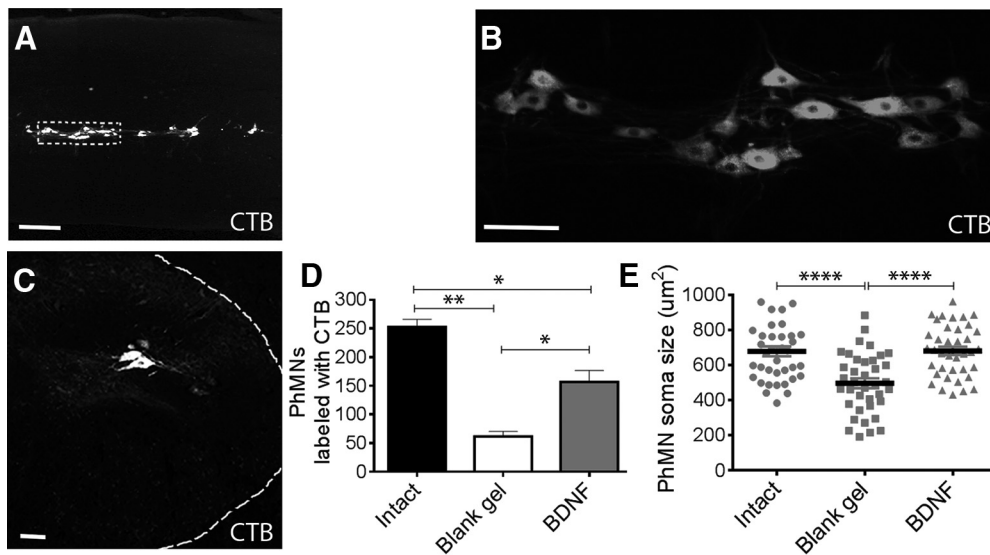 A
CTB
B
CTB
C
CTB
D
PhMNs
labeled with CTB
300
250
200
150
100
50
0
*
**
*
Intact
Blank gel
BDNF
E
PhMN soma size (um²)
1000
800
600
400
200
0
****
****
Intact
Blank gel
BDNF